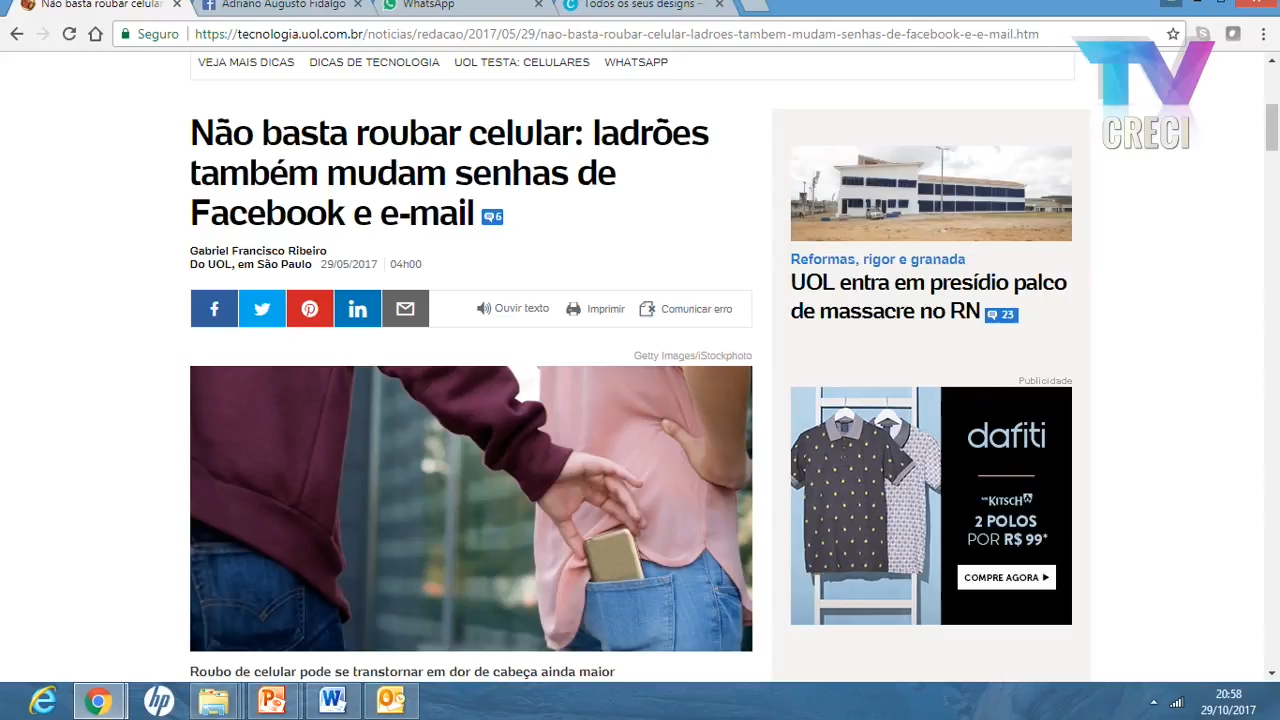 Não basta roubar celular
Adriano Augusto Fidalgo
WhatsApp
Todos os seus designs –
Seguro
https://tecnologia.uol.com.br/noticias/redacao/2017/05/29/nao-basta-roubar-celular-ladroes-tambem-mudam-senhas-de-facebook-e-e-mail.htm
VEJA MAIS DICAS DICAS DE TECNOLOGIA UOL TESTA: CELULARES WHATSAPP
TV
CRECI
Não basta roubar celular: ladrões
também mudam senhas de
Facebook e e-mail 6
Gabriel Francisco Ribeiro
Do UOL, em São Paulo 29/05/2017 04h00
Ouvir texto Imprimir Comunicar erro
Getty Images/iStockphoto
Roubo de celular pode se transtornar em dor de cabeça ainda maior
Reformas, rigor e granada
UOL entra em presídio palco
de massacre no RN 23
Publicidade
dafiti
KITSCH
2 POLOS
POR R$ 99*
COMPRE AGORA
20:58
29/10/2017